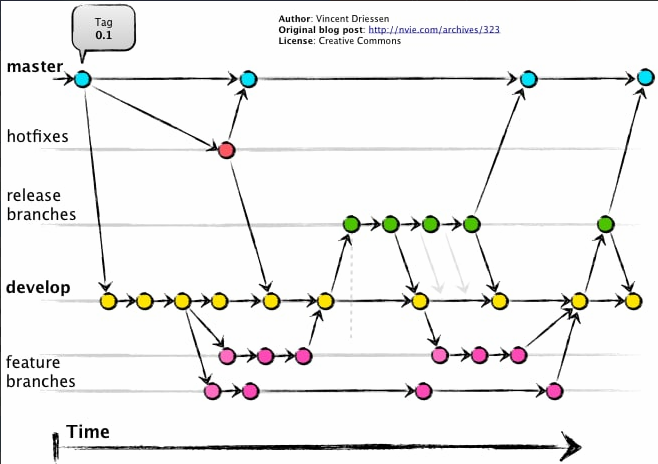 Tag
0.1
Author: Vincent Driessen
Original blog post: http://nvie.com/archives/323
License: Creative Commons
master
hotfixes
release
branches
develop
feature
branches
Time